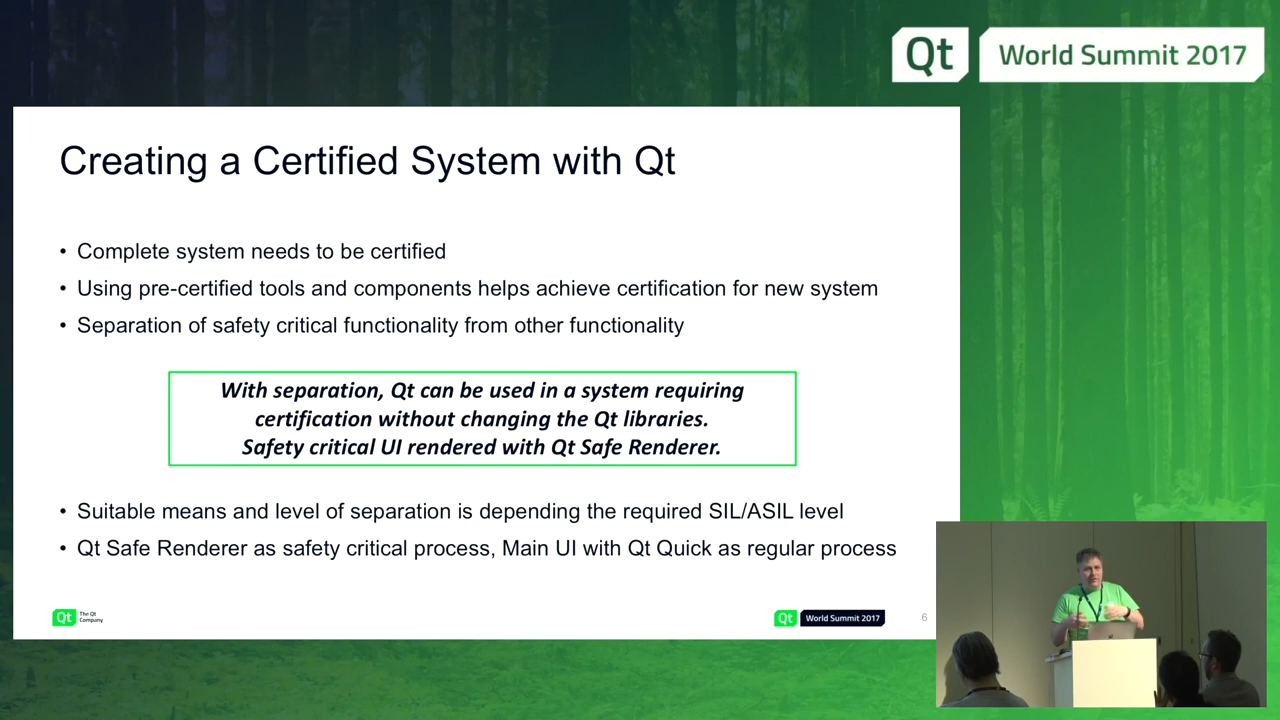 Qt World Summit 2017
Creating a Certified System with Qt
• Complete system needs to be certified
• Using pre-certified tools and components helps achieve certification for new system
• Separation of safety critical functionality from other functionality
With separation, Qt can be used in a system requiring
certification without changing the Qt libraries.
Safety critical UI rendered with Qt Safe Renderer.
• Suitable means and level of separation is depending the required SIL/ASIL level
• Qt Safe Renderer as safety critical process, Main UI with Qt Quick as regular process
Qt The Qt
Company
Qt World Summit 2017
6